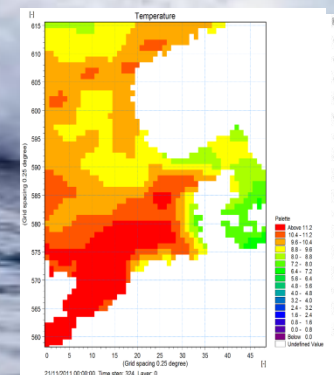 [-]
Temperature
615
610
605
600
595
590
585
580
575
570
565
560
(Grid spacing 0.25 degree)
0 5 10 15 20 25 30 35 40 45
(Grid spacing 0.25 degree)
[-]
21/11/2011 00:00:00 Time step: 324 Layer: 0
Palette
Above 11.2
10.4 - 11.2
9.6 - 10.4
8.8 - 9.6
8.0 - 8.8
7.2 - 8.0
6.4 - 7.2
5.6 - 6.4
4.8 - 5.6
4.0 - 4.8
3.2 - 4.0
2.4 - 3.2
1.6 - 2.4
0.8 - 1.6
0.0 - 0.8
Below 0.0
Undefined Value